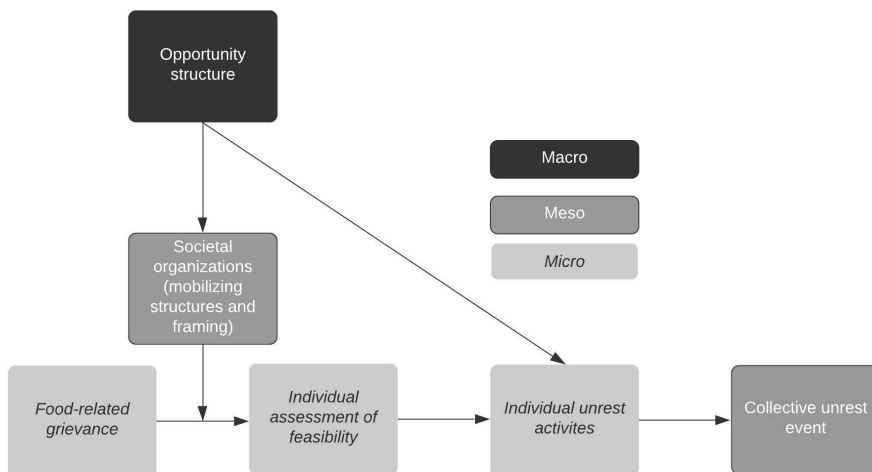 Opportunity
structure
Macro
Meso
Micro
Societal
organizations
(mobilizing
structures and
framing)
Food-related
grievance
Individual
assessment of
feasibility
Individual unrest
activites
Collective unrest
event